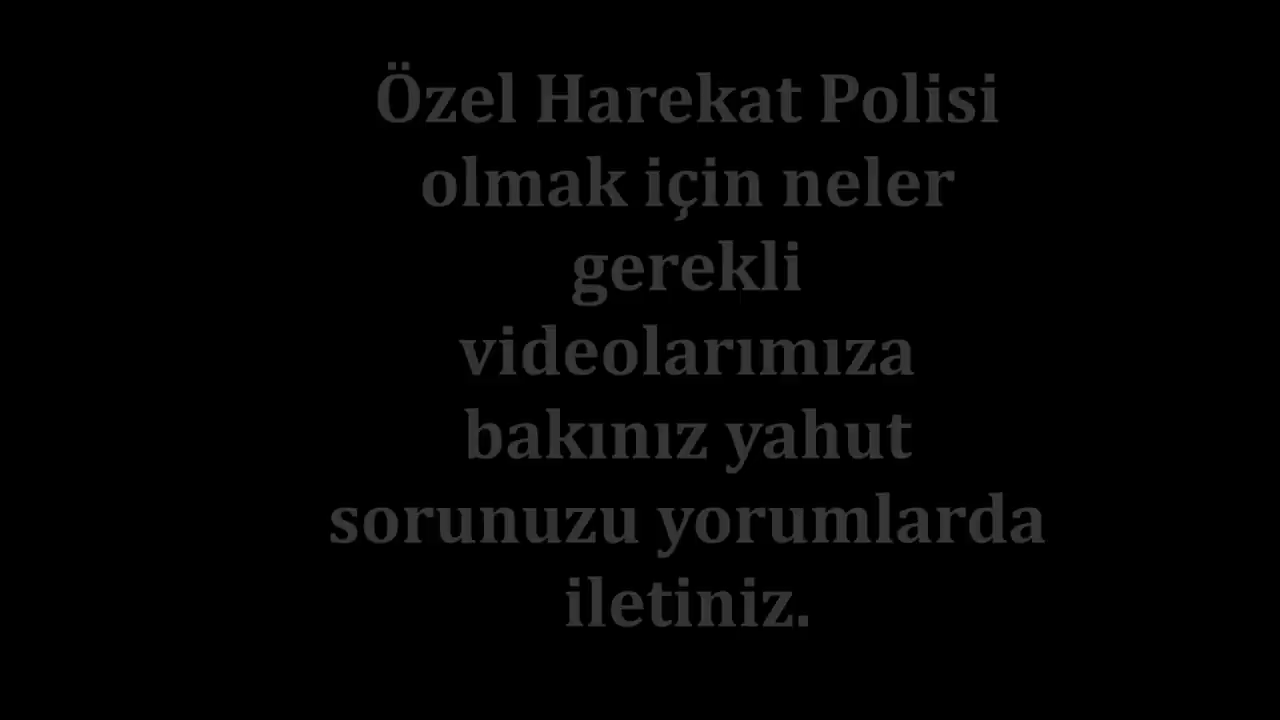 Özel Harekat Polisi
olmak için neler
gerekli
videolarımıza
bakınız yahut
sorunuzu yorumlarda
iletiniz.